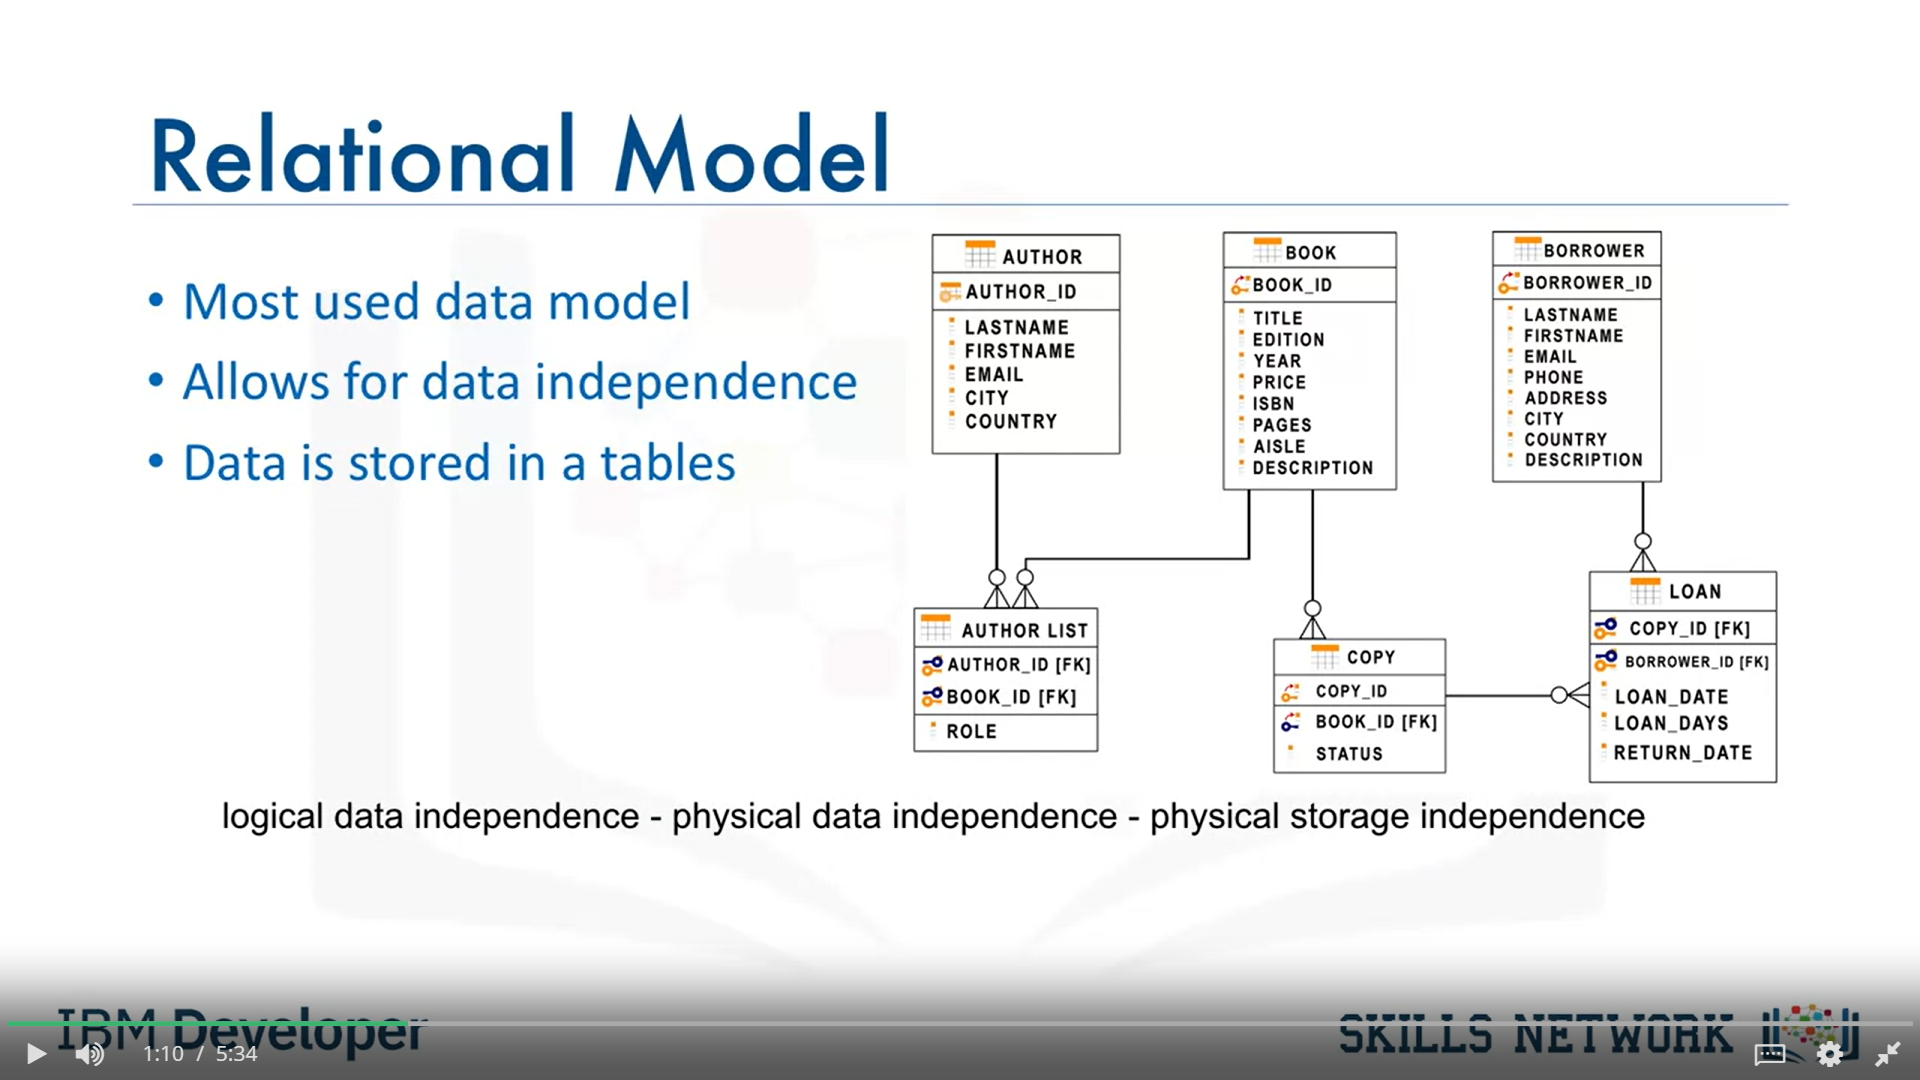 Relational Model
• Most used data model
• Allows for data independence
• Data is stored in a tables
AUTHOR
AUTHOR_ID
LASTNAME
FIRSTNAME
EMAIL
CITY
COUNTRY
BOOK
BOOK_ID
TITLE
EDITION
YEAR
PRICE
ISBN
PAGES
AISLE
DESCRIPTION
BORROWER
BORROWER_ID
LASTNAME
FIRSTNAME
EMAIL
PHONE
ADDRESS
CITY
COUNTRY
DESCRIPTION
AUTHOR LIST
AUTHOR_ID [FK]
BOOK_ID [FK]
ROLE
COPY
COPY_ID
BOOK_ID [FK]
STATUS
LOAN
COPY_ID [FK]
BORROWER_ID [FK]
LOAN_DATE
LOAN_DAYS
RETURN_DATE
logical data independence - physical data independence - physical storage independence
IBM Developer
SKILLS NETWORK
1:10 / 5:34